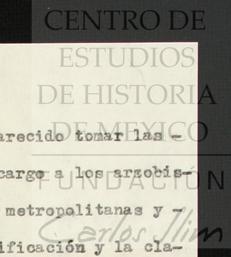 CENTRO DE
ESTUDIOS
DE HISTORIA
DE MEXICO
arecido tomar las -
cargo a los arzobis-
FUNDACIÓN
metropolitanas y -
Carlos Slim
ificación y la cla-